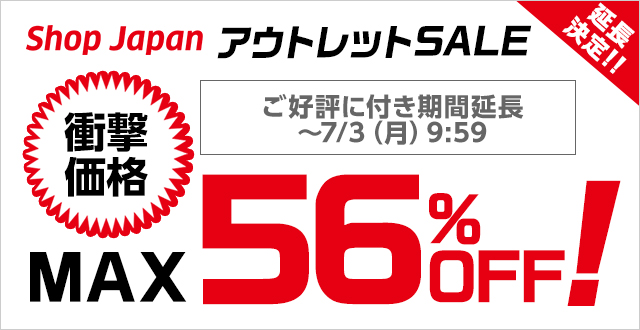 Shop Japan アウトレットSALE
延長
決定!!
衝撃
価格
ご好評に付き期間延長
～7/3（月）9:59
MAX 56%OFF!